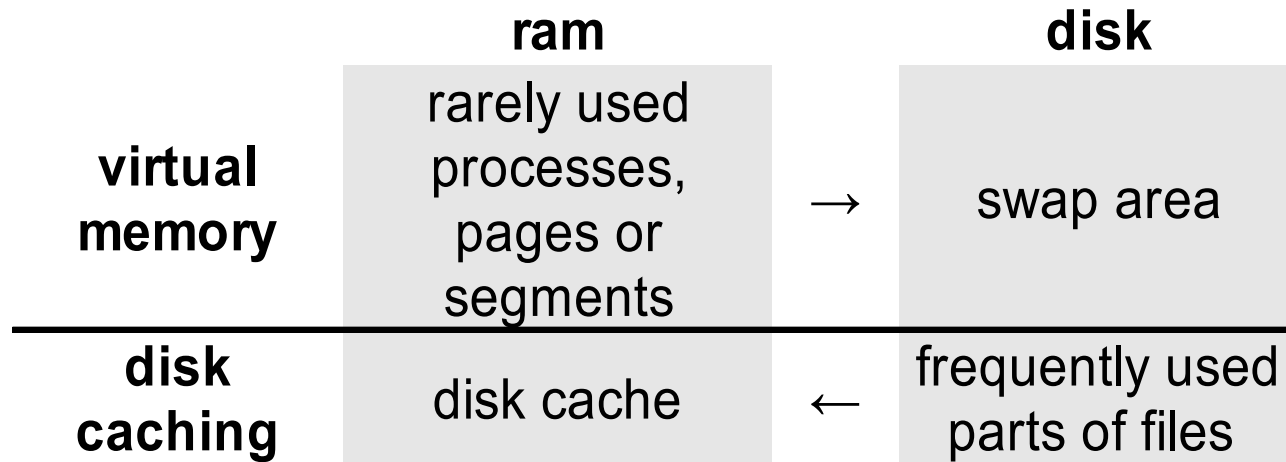 ram disk
rarely used
processes,
pages or
segments
virtual
memory
→
swap area
disk
caching
disk cache
←
frequently used
parts of files